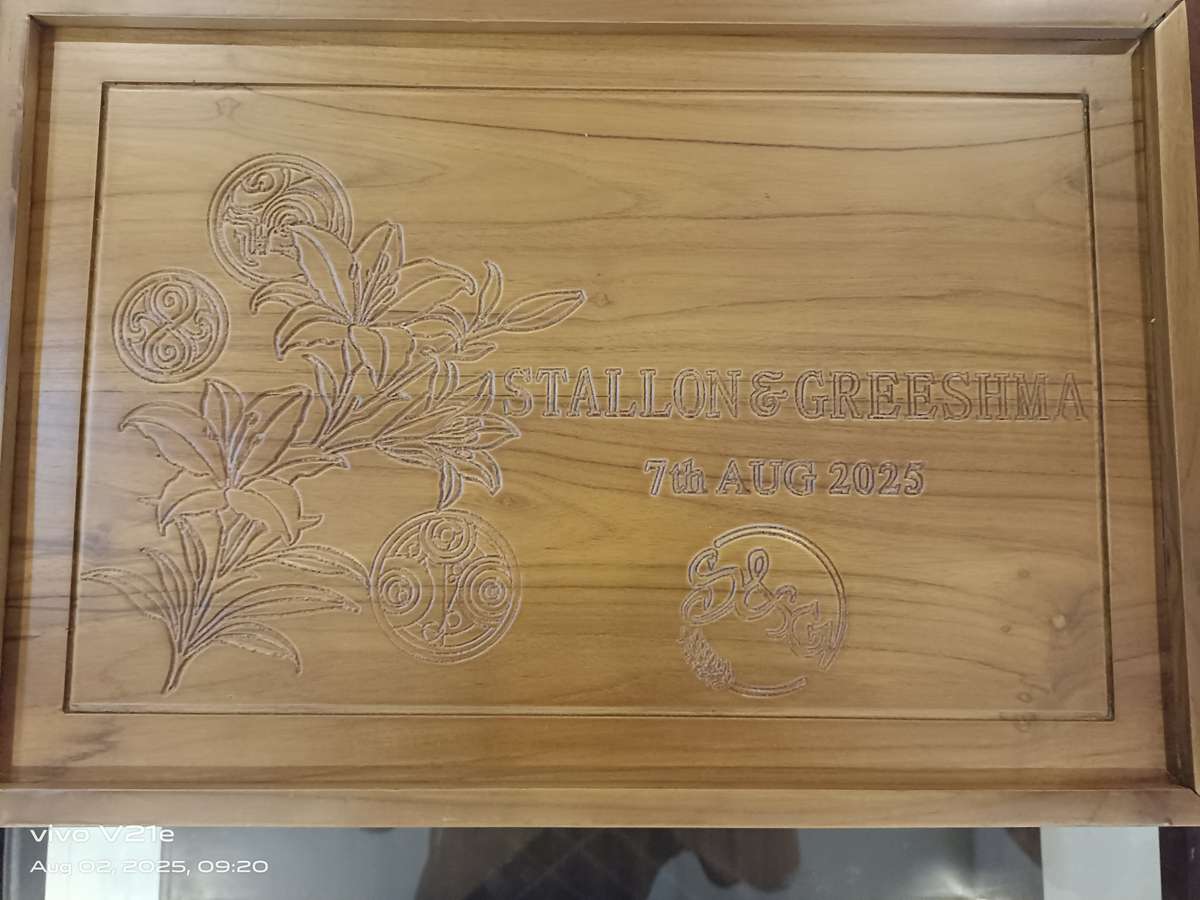 STALLON & GREESHMA
7th AUG 2025
S & G
vivo V21e
Aug 02, 2025, 09:20